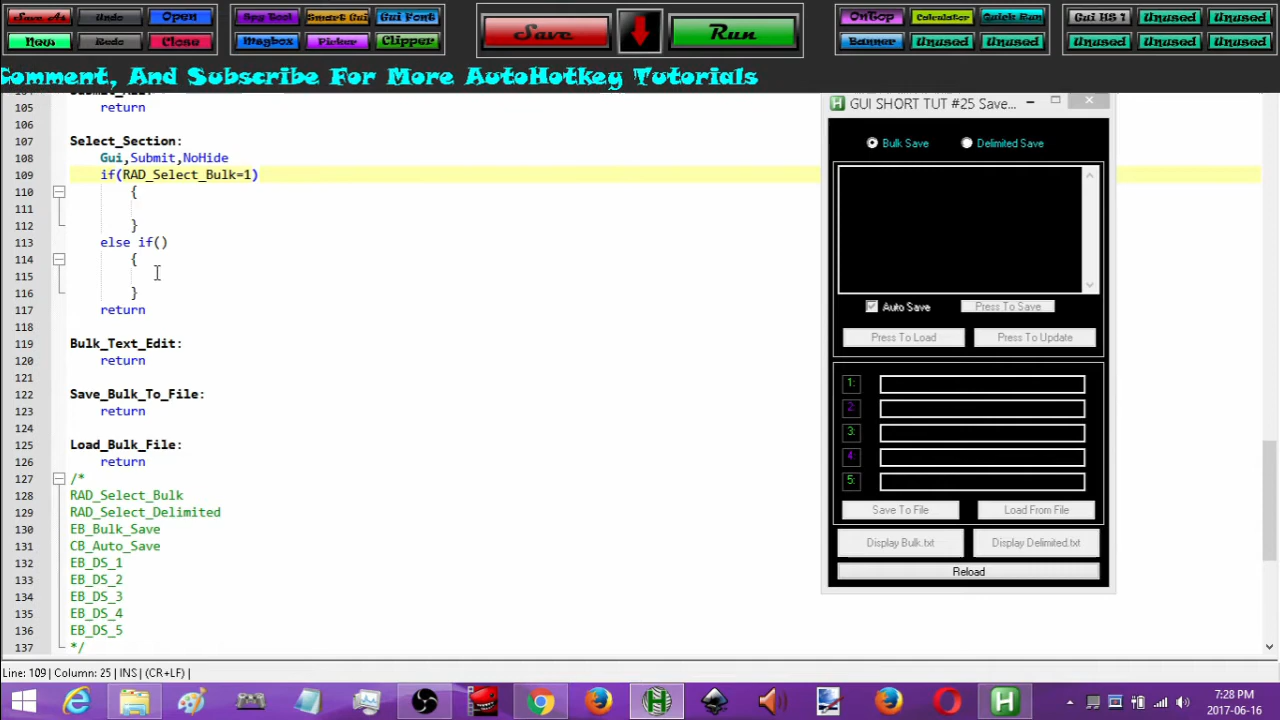 Save As Undo Open Spy Tool Smart Gui Gui Font Save Run OnTop Calculator Quick Run Gui HS 1 Unused Unused
New Redo Close Msgbox Picker Clipper Banner Unused Unused Unused Unused Unused
Comment, And Subscribe For More AutoHotkey Tutorials
105 return
106
107 Select_Section:
108 Gui,Submit,NoHide
109 if(RAD_Select_Bulk=1)
110 {
111
112 }
113 else if()
114 {
115
116 }
117 return
118
119 Bulk_Text_Edit:
120 return
121
122 Save_Bulk_To_File:
123 return
124
125 Load_Bulk_File:
126 return
127 /*
128 RAD_Select_Bulk
129 RAD_Select_Delimited
130 EB_Bulk_Save
131 CB_Auto_Save
132 EB_DS_1
133 EB_DS_2
134 EB_DS_3
135 EB_DS_4
136 EB_DS_5
137 */
GUI SHORT TUT #25 Save...
Bulk Save Delimited Save
Auto Save Press To Save
Press To Load Press To Update
1:
2:
3:
4:
5:
Save To File Load From File
Display Bulk.txt Display Delimited.txt
Reload
Line: 109 | Column: 25 | INS | (CR+LF) |
7:28 PM
2017-06-16